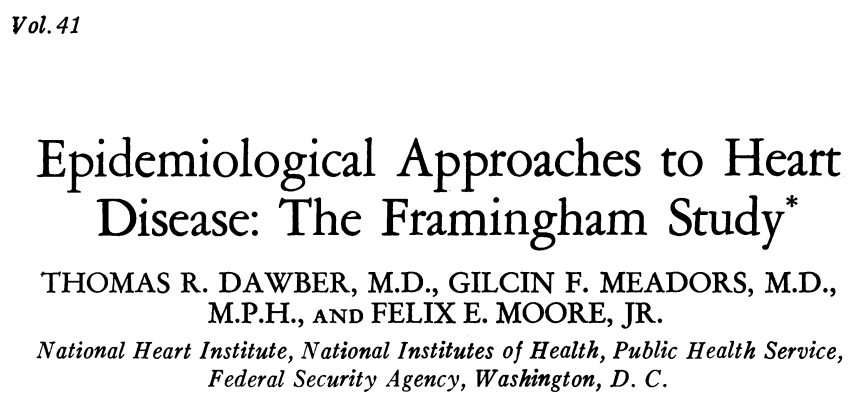 Vol. 41
Epidemiological Approaches to Heart
Disease: The Framingham Study*
THOMAS R. DAWBER, M.D., GILCIN F. MEADORS, M.D.,
M.P.H., AND FELIX E. MOORE, JR.
National Heart Institute, National Institutes of Health, Public Health Service,
Federal Security Agency, Washington, D. C.